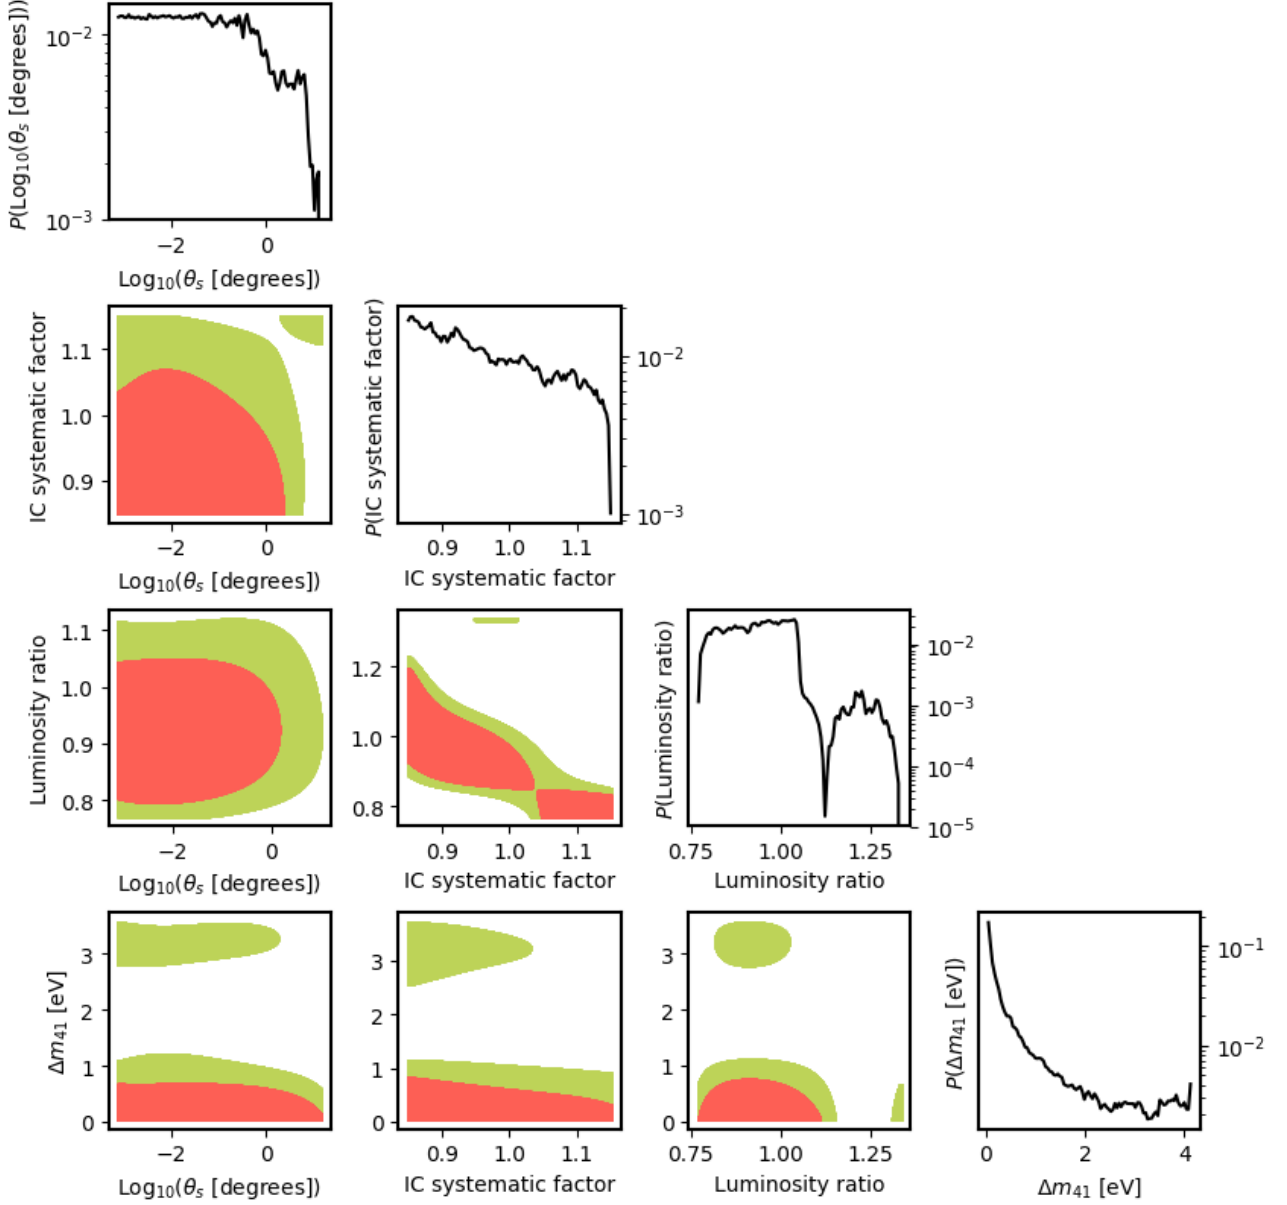 P(Log₁₀(θₛ [degrees]))
10⁻²
10⁻³
−2 0
Log₁₀(θₛ [degrees])
IC systematic factor
1.1
1.0
0.9
−2 0
Log₁₀(θₛ [degrees])
P(IC systematic factor)
10⁻²
10⁻³
0.9 1.0 1.1
IC systematic factor
Luminosity ratio
1.1
1.0
0.9
0.8
−2 0
Log₁₀(θₛ [degrees])
1.2
1.0
0.8
0.9 1.0 1.1
IC systematic factor
P(Luminosity ratio)
10⁻²
10⁻³
10⁻⁴
10⁻⁵
0.75 1.00 1.25
Luminosity ratio
Δm₄₁ [eV]
3
2
1
0
−2 0
Log₁₀(θₛ [degrees])
3
2
1
0
0.9 1.0 1.1
IC systematic factor
3
2
1
0
0.75 1.00 1.25
Luminosity ratio
P(Δm₄₁ [eV])
10⁻¹
10⁻²
0 2 4
Δm₄₁ [eV]